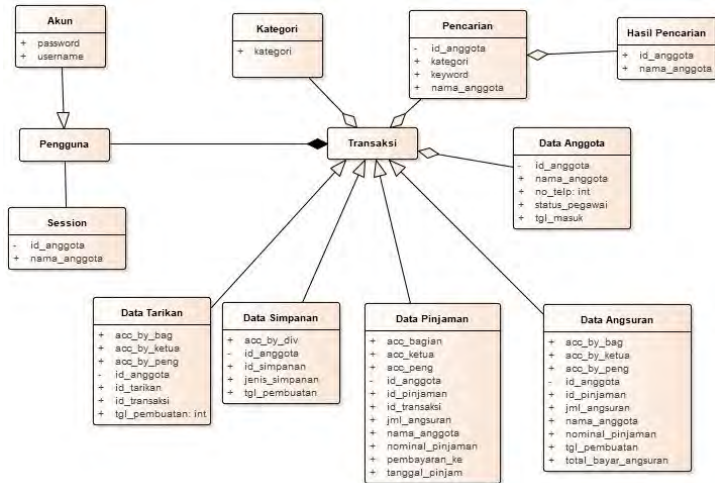 Akun
+ password
+ username
Kategori
+ kategori
Pencarian
- id_anggota
+ kategori
+ keyword
+ nama_anggota
Hasil Pencarian
+ id_anggota
+ nama_anggota
Pengguna
Transaksi
Data Anggota
- id_anggota
+ nama_anggota
+ no_telp: int
+ status_pegawai
+ tgl_masuk
Session
- id_anggota
+ nama_anggota
Data Tarikan
+ acc_by_bag
+ acc_by_ketua
+ acc_by_peng
- id_anggota
+ id_tarikan
+ id_transaksi
+ tgl_pembuatan: int
Data Simpanan
+ acc_by_div
- id_anggota
+ id_simpanan
+ jenis_simpanan
+ tgl_pembuatan
Data Pinjaman
+ acc_bagian
+ acc_ketua
+ acc_peng
- id_anggota
+ id_pinjaman
+ id_transaksi
+ jml_angsuran
+ nama_anggota
+ nominal_pinjaman
+ pembayaran_ke
+ tanggal_pinjam
Data Angsuran
+ acc_by_bag
+ acc_by_ketua
+ acc_by_peng
- id_anggota
+ id_pinjaman
+ jml_angsuran
+ nama_anggota
+ nominal_pinjaman
+ tgl_pembuatan
+ total_bayar_angsuran